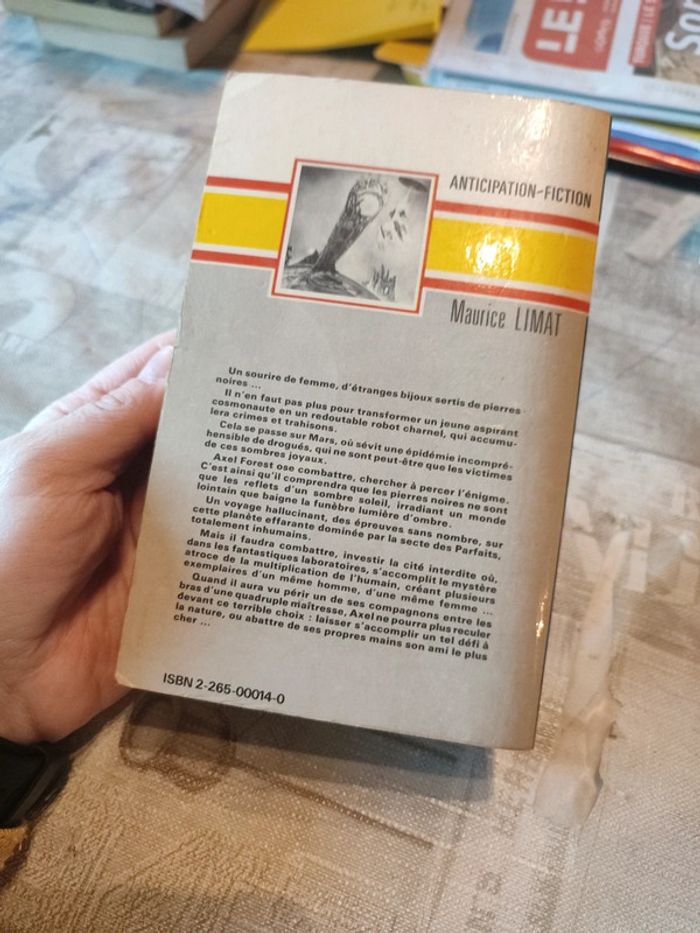 LE
ANTICIPATION-FICTION
Maurice LIMAT
Un sourire de femme, d'étranges bijoux sertis de pierres
noires ...
Il n'en faut pas plus pour transformer un jeune aspirant
cosmonaute en un redoutable robot charnel, qui accumu-
lera crimes et trahisons.
Cela se passe sur Mars, où sévit une épidémie incompré-
hensible de drogués, qui ne sont peut-être que les victimes
de ces sombres joyaux.
Axel Forest ose combattre, chercher à percer l'énigme.
C'est ainsi qu'il comprendra que les pierres noires ne sont
que les reflets d'un sombre soleil, irradiant un monde
lointain que baigne la funèbre lumière d'ombre.
Un voyage hallucinant, des épreuves sans nombre, sur
cette planète effarante dominée par la secte des Parfaits,
totalement inhumains.
Mais il faudra combattre, investir la cité interdite où,
dans les fantastiques laboratoires, s'accomplit le mystère
atroce de la multiplication de l'humain, créant plusieurs
exemplaires d'un même homme, d'une même femme ...
Quand il aura vu périr un de ses compagnons entre les
bras d'une quadruple maîtresse, Axel ne pourra plus reculer
devant ce terrible choix : laisser s'accomplir un tel défi à
la nature, ou abattre de ses propres mains son ami le plus
cher ...
ISBN 2-265-00014-0